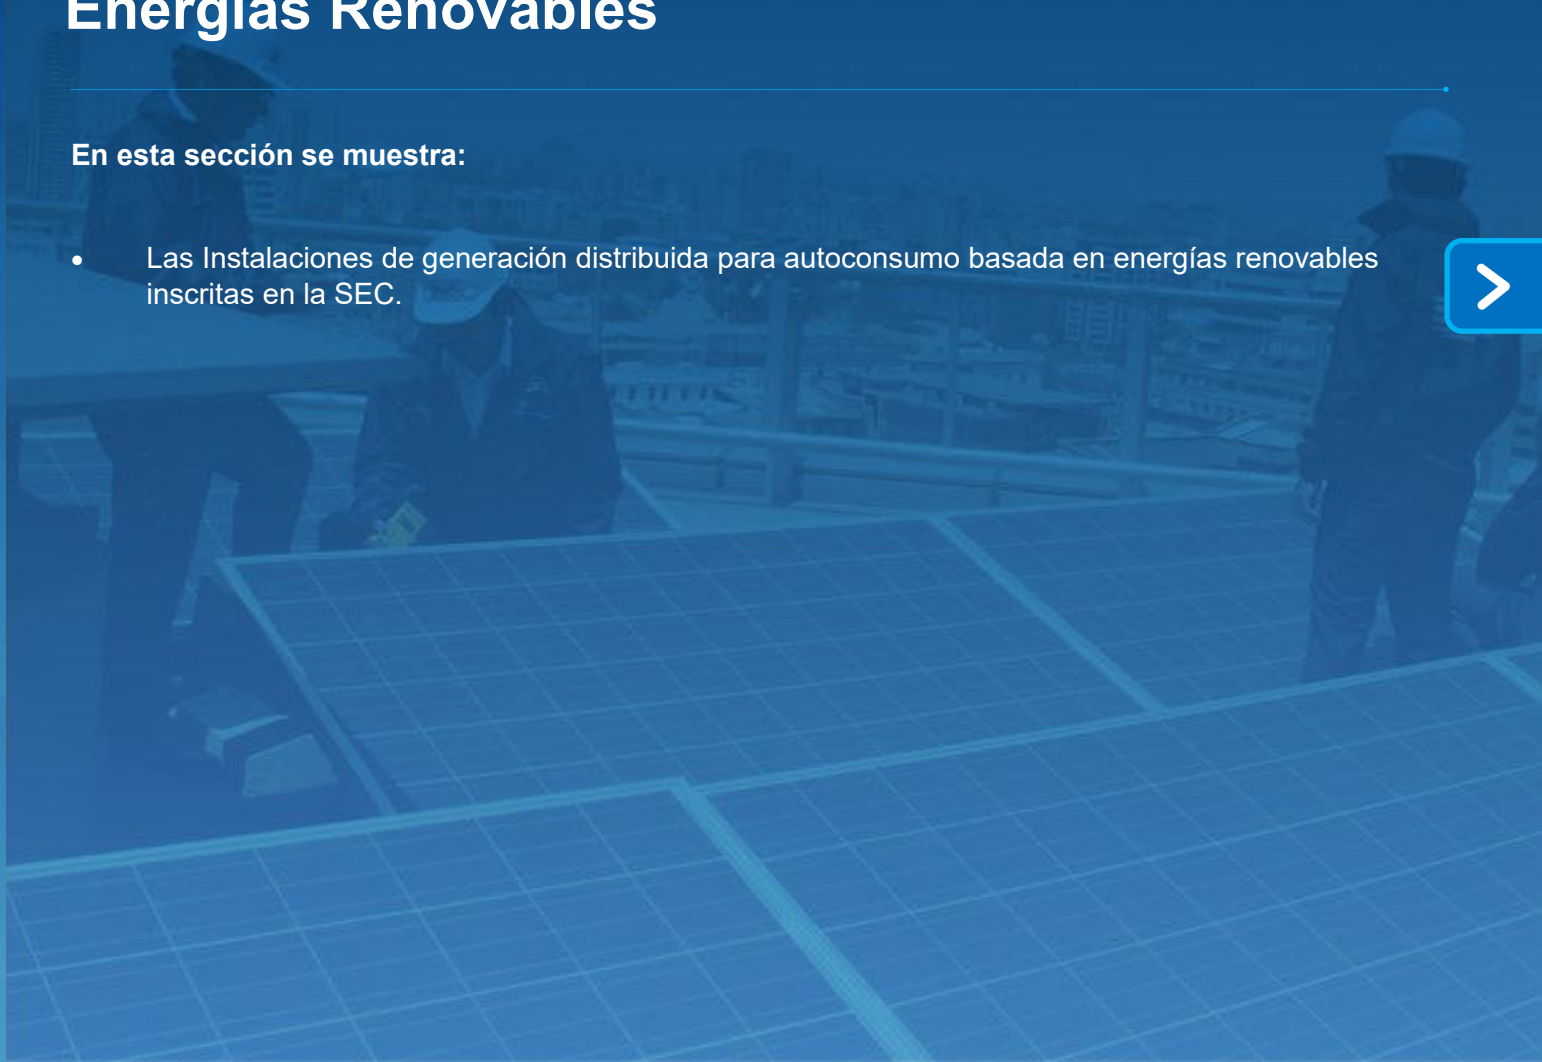 Energías Renovables
En esta sección se muestra:
• Las Instalaciones de generación distribuida para autoconsumo basada en energías renovables
inscritas en la SEC.